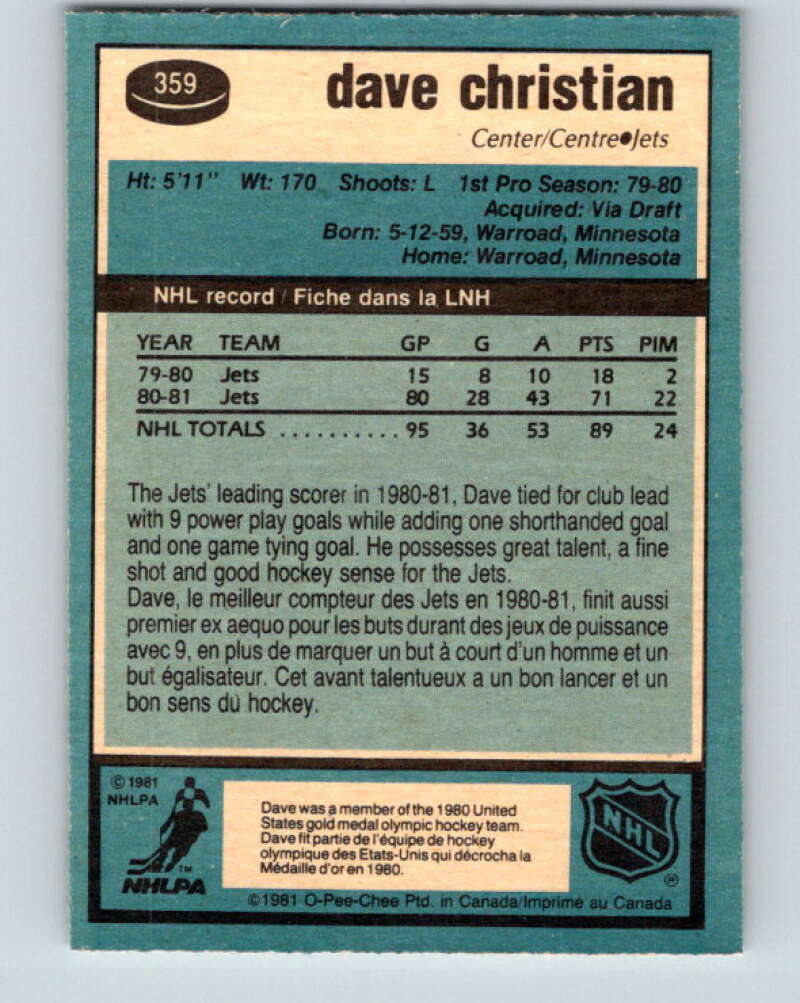 359
dave christian
Center/Centre●Jets
Ht: 5'11" Wt: 170 Shoots: L 1st Pro Season: 79-80
Acquired: Via Draft
Born: 5-12-59, Warroad, Minnesota
Home: Warroad, Minnesota
NHL record / Fiche dans la LNH
YEAR TEAM GP G A PTS PIM
79-80 Jets 15 8 10 18 2
80-81 Jets 80 28 43 71 22
NHL TOTALS .......... 95 36 53 89 24
The Jets' leading scorer in 1980-81, Dave tied for club lead
with 9 power play goals while adding one shorthanded goal
and one game tying goal. He possesses great talent, a fine
shot and good hockey sense for the Jets.
Dave, le meilleur compteur des Jets en 1980-81, finit aussi
premier ex aequo pour les buts durant des jeux de puissance
avec 9, en plus de marquer un but à court d'un homme et un
but égalisateur. Cet avant talentueux a un bon lancer et un
bon sens du hockey.
© 1981
NHLPA
TM
NHLPA
Dave was a member of the 1980 United
States gold medal olympic hockey team.
Dave fit partie de l'équipe de hockey
olympique des Etats-Unis qui décrocha la
Médaille d'or en 1980.
NHL
®
©1981 O-Pee-Chee Ptd. in Canada/Imprimé au Canada